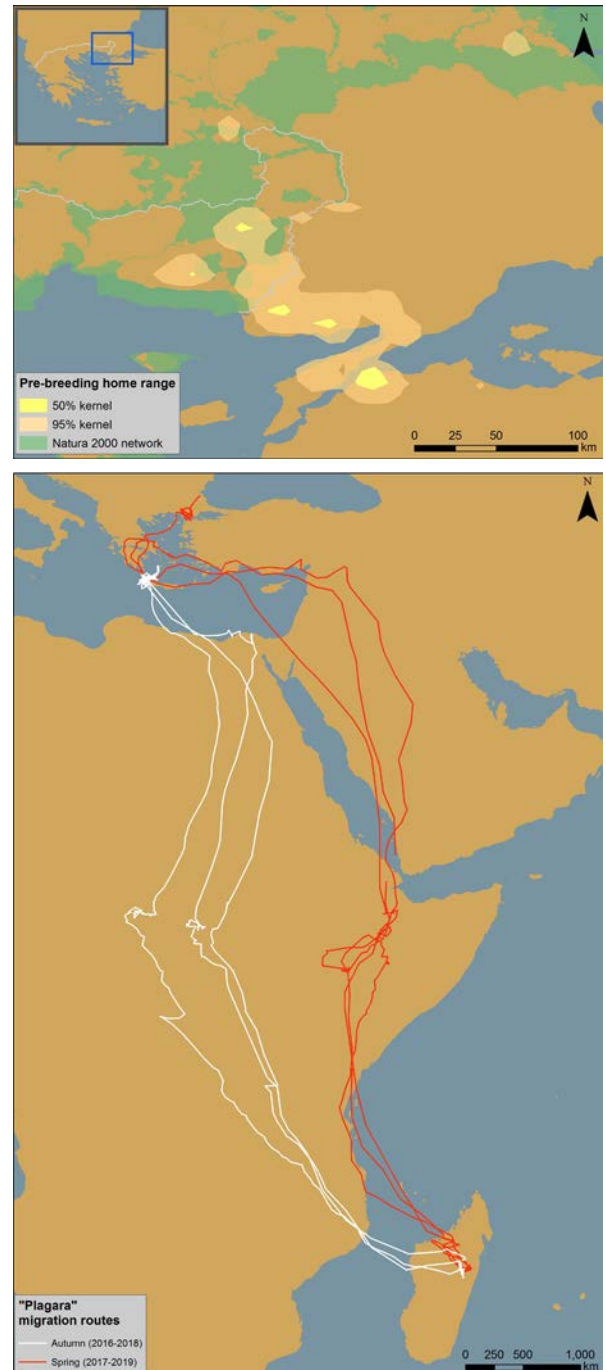 N
Pre-breeding home range
50% kernel
95% kernel
Natura 2000 network
0 25 50 100
km
N
"Plagara"
migration routes
Autumn (2016-2018)
Spring (2017-2019)
0 250 500 1,000
km